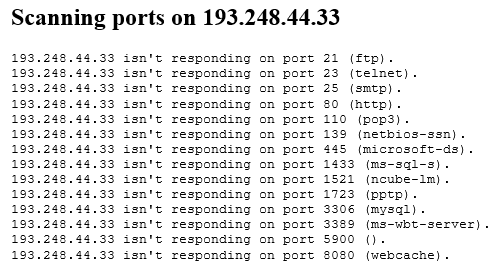 Scanning ports on 193.248.44.33
193.248.44.33 isn't responding on port 21 (ftp).
193.248.44.33 isn't responding on port 23 (telnet).
193.248.44.33 isn't responding on port 25 (smtp).
193.248.44.33 isn't responding on port 80 (http).
193.248.44.33 isn't responding on port 110 (pop3).
193.248.44.33 isn't responding on port 139 (netbios-ssn).
193.248.44.33 isn't responding on port 445 (microsoft-ds).
193.248.44.33 isn't responding on port 1433 (ms-sql-s).
193.248.44.33 isn't responding on port 1521 (ncube-lm).
193.248.44.33 isn't responding on port 1723 (pptp).
193.248.44.33 isn't responding on port 3306 (mysql).
193.248.44.33 isn't responding on port 3389 (ms-wbt-server).
193.248.44.33 isn't responding on port 5900 ().
193.248.44.33 isn't responding on port 8080 (webcache).